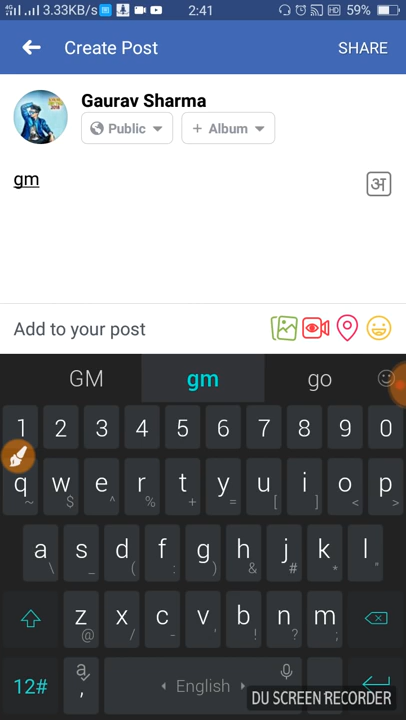 3.33KB/s 2:41 HD 59%
Create Post SHARE
Gaurav Sharma
Public + Album
gm अ
Add to your post
GM gm go
1 2 3 4 5 6 7 8 9 0
q w e r t y u i o p
~ $ ^ % + = [ ] < >
a s d f g h j k l
\ _ ( : ) & # * "
z x c v b n m
@ / - ' ! ? ;
12# a , English
DU SCREEN RECORDER